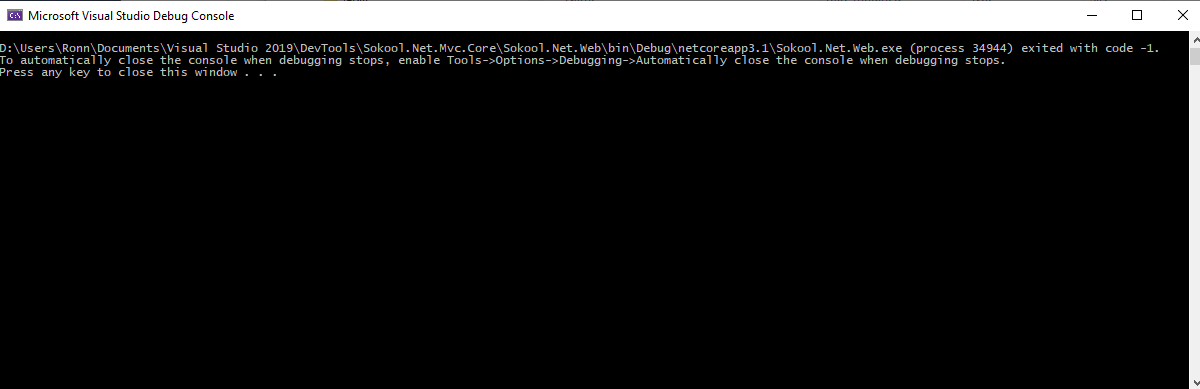 Microsoft Visual Studio Debug Console
D:\Users\Ronn\Documents\Visual Studio 2019\DevTools\Sokool.Net.Mvc.Core\Sokool.Net.Web\bin\Debug\netcoreapp3.1\Sokool.Net.Web.exe (process 34944) exited with code -1.
To automatically close the console when debugging stops, enable Tools->Options->Debugging->Automatically close the console when debugging stops.
Press any key to close this window . . .